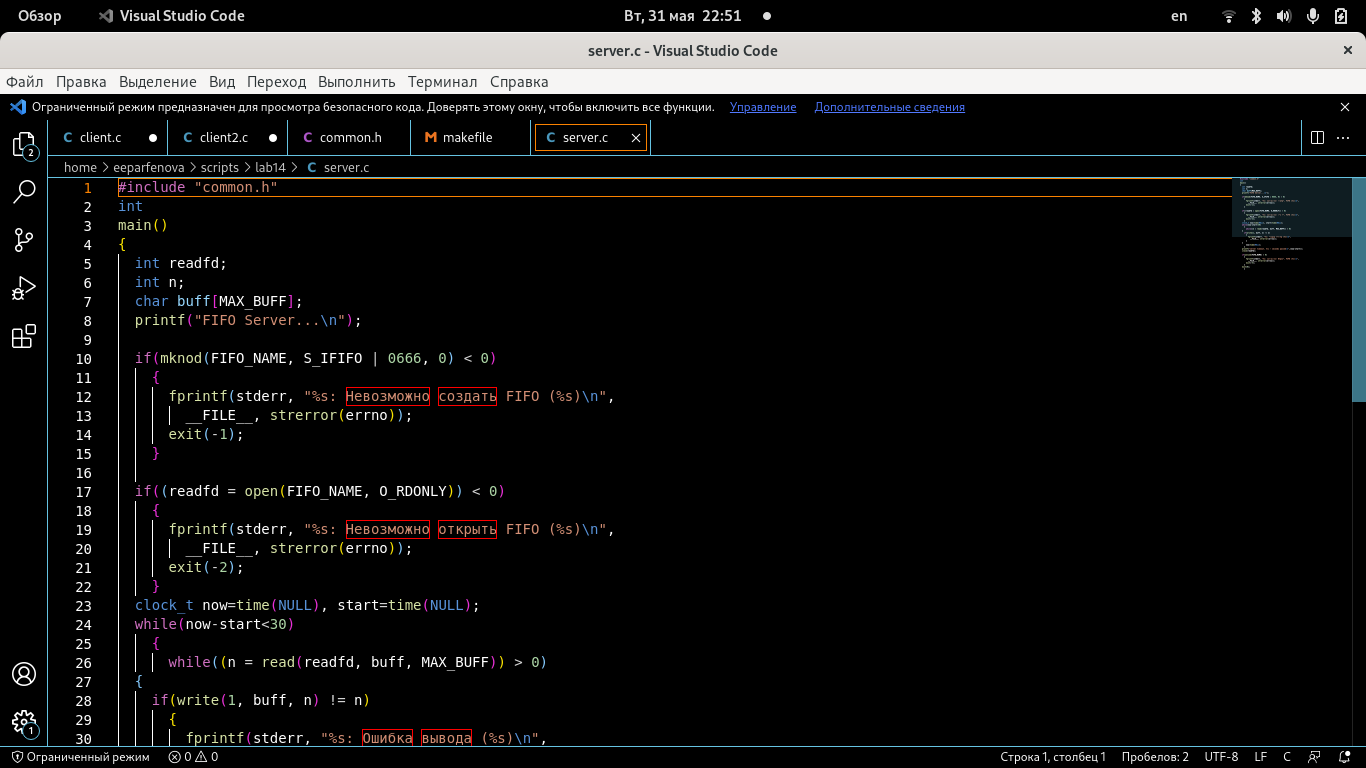 Обзор Visual Studio Code Вт, 31 мая 22:51 en
server.c - Visual Studio Code
Файл Правка Выделение Вид Переход Выполнить Терминал Справка
Ограниченный режим предназначен для просмотра безопасного кода. Доверять этому окну, чтобы включить все функции. Управление Дополнительные сведения
C client.c C client2.c C common.h M makefile C server.c
home > eeparfenova > scripts > lab14 > C server.c
1 #include "common.h"
2 int
3 main()
4 {
5 int readfd;
6 int n;
7 char buff[MAX_BUFF];
8 printf("FIFO Server...\n");
9
10 if(mknod(FIFO_NAME, S_IFIFO | 0666, 0) < 0)
11 {
12 fprintf(stderr, "%s: Невозможно создать FIFO (%s)\n",
13 __FILE__, strerror(errno));
14 exit(-1);
15 }
16
17 if((readfd = open(FIFO_NAME, O_RDONLY)) < 0)
18 {
19 fprintf(stderr, "%s: Невозможно открыть FIFO (%s)\n",
20 __FILE__, strerror(errno));
21 exit(-2);
22 }
23 clock_t now=time(NULL), start=time(NULL);
24 while(now-start<30)
25 {
26 while((n = read(readfd, buff, MAX_BUFF)) > 0)
27 {
28 if(write(1, buff, n) != n)
29 {
30 fprintf(stderr, "%s: Ошибка вывода (%s)\n",
2
1
Ограниченный режим 0 0 Строка 1, столбец 1 Пробелов: 2 UTF-8 LF C